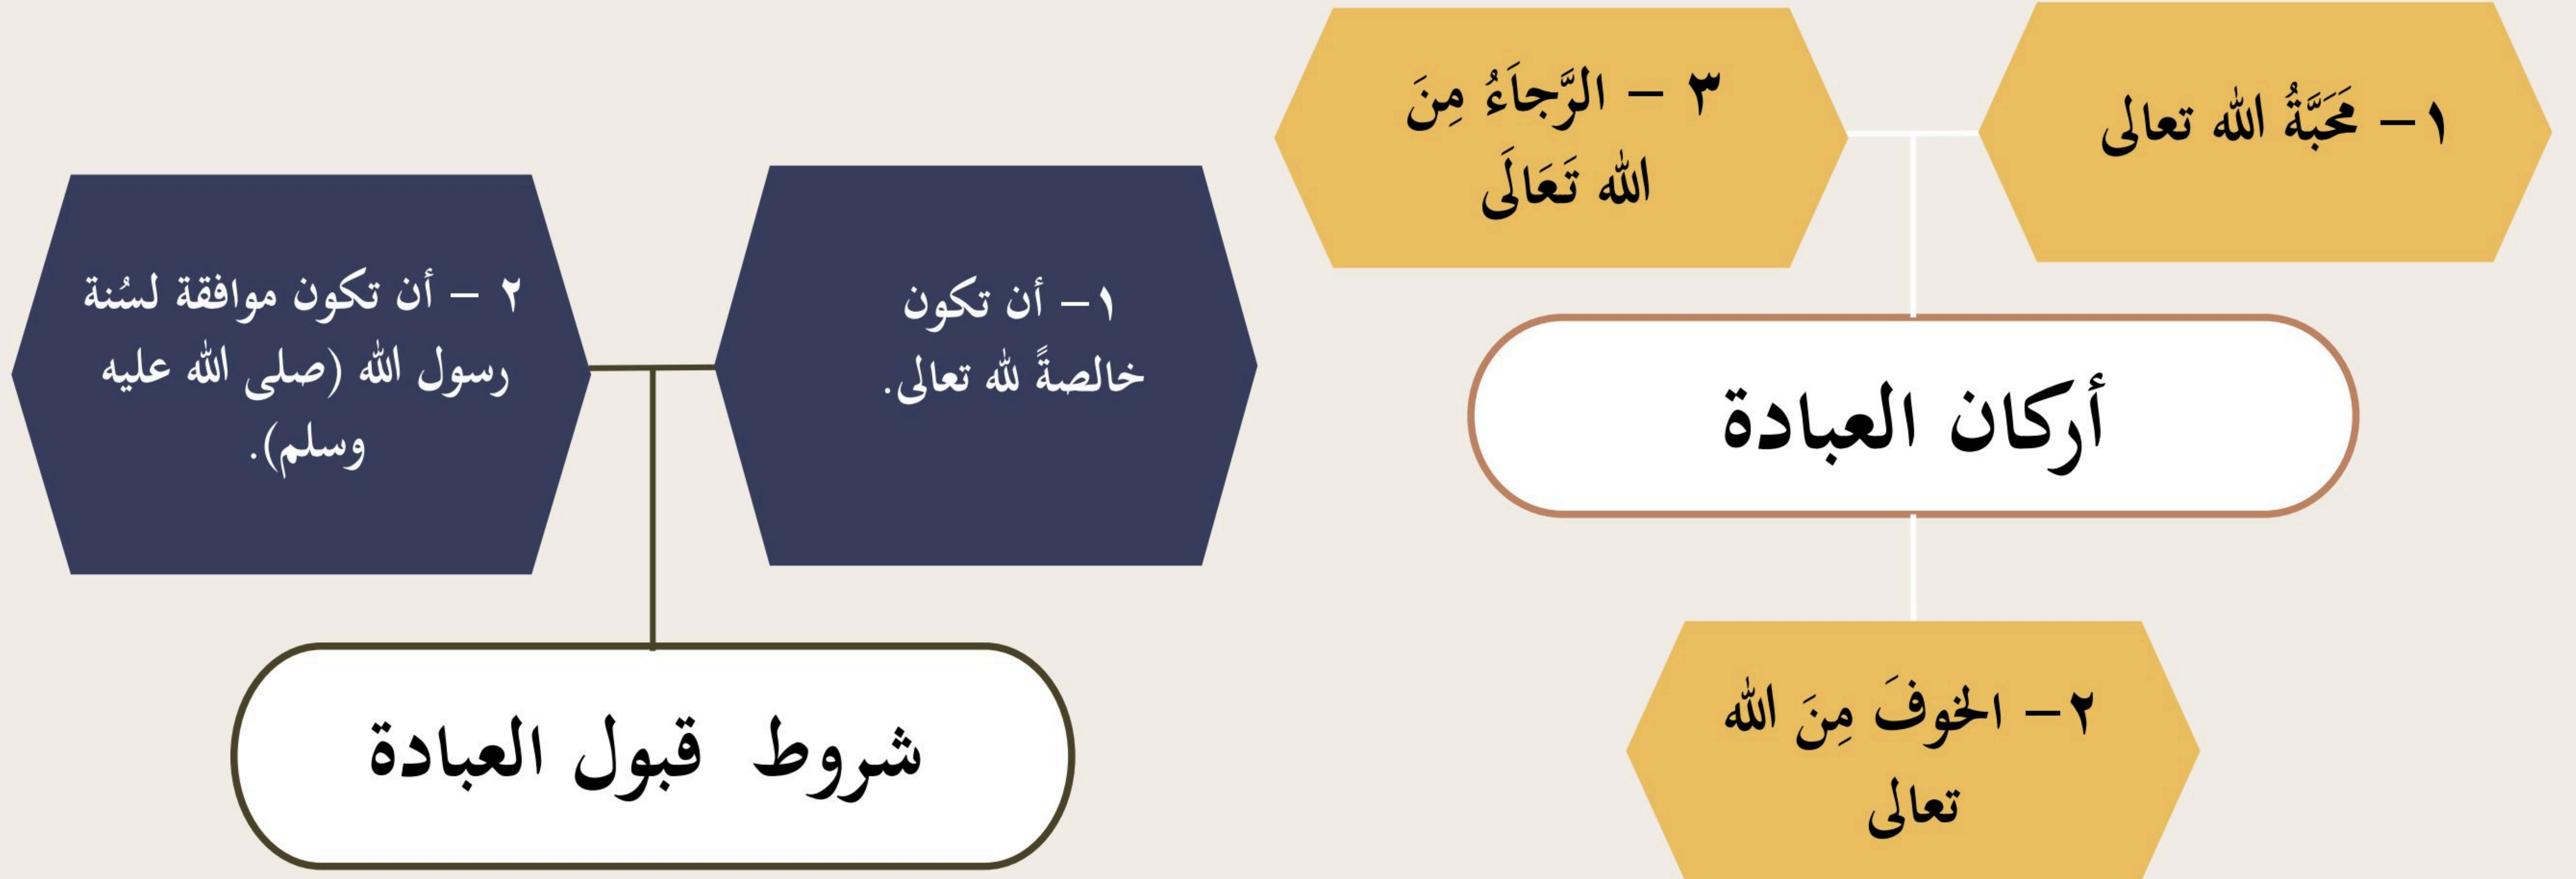 ١– مَحَبَّةُ الله تعالى
٣ – الرَّجاَءُ مِنَ
الله تَعَالَى
أركان العبادة
٢– الخوفَ مِنَ الله
تعالى
١– أن تكون
خالصةً لله تعالى.
٢ – أن تكون موافقة لسُنة
رسول الله (صلى الله عليه
وسلم).
شروط قبول العبادة